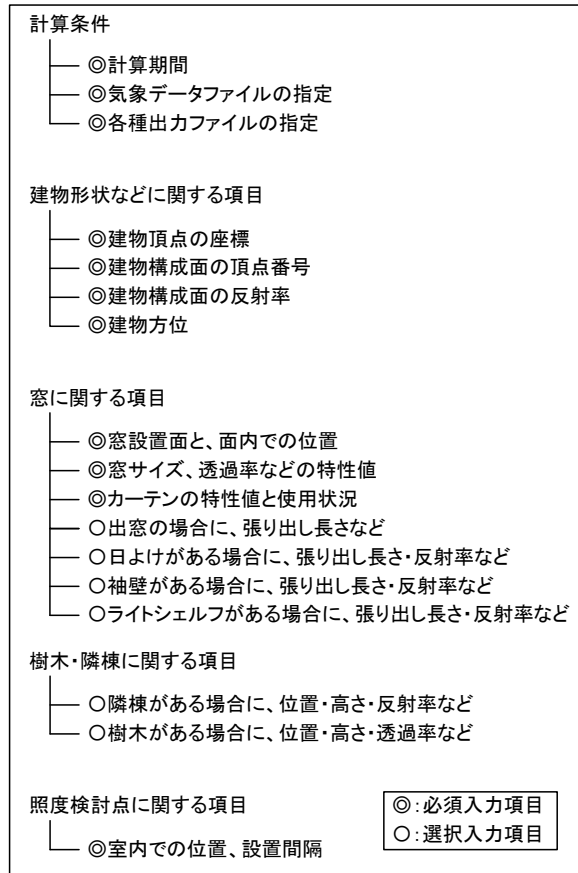 計算条件
◎計算期間
◎気象データファイルの指定
◎各種出力ファイルの指定
建物形状などに関する項目
◎建物頂点の座標
◎建物構成面の頂点番号
◎建物構成面の反射率
◎建物方位
窓に関する項目
◎窓設置面と、面内での位置
◎窓サイズ、透過率などの特性値
◎カーテンの特性値と使用状況
○出窓の場合に、張り出し長さなど
○日よけがある場合に、張り出し長さ・反射率など
○袖壁がある場合に、張り出し長さ・反射率など
○ライトシェルフがある場合に、張り出し長さ・反射率など
樹木・隣棟に関する項目
○隣棟がある場合に、位置・高さ・反射率など
○樹木がある場合に、位置・高さ・透過率など
照度検討点に関する項目
◎室内での位置、設置間隔
◎:必須入力項目
○:選択入力項目